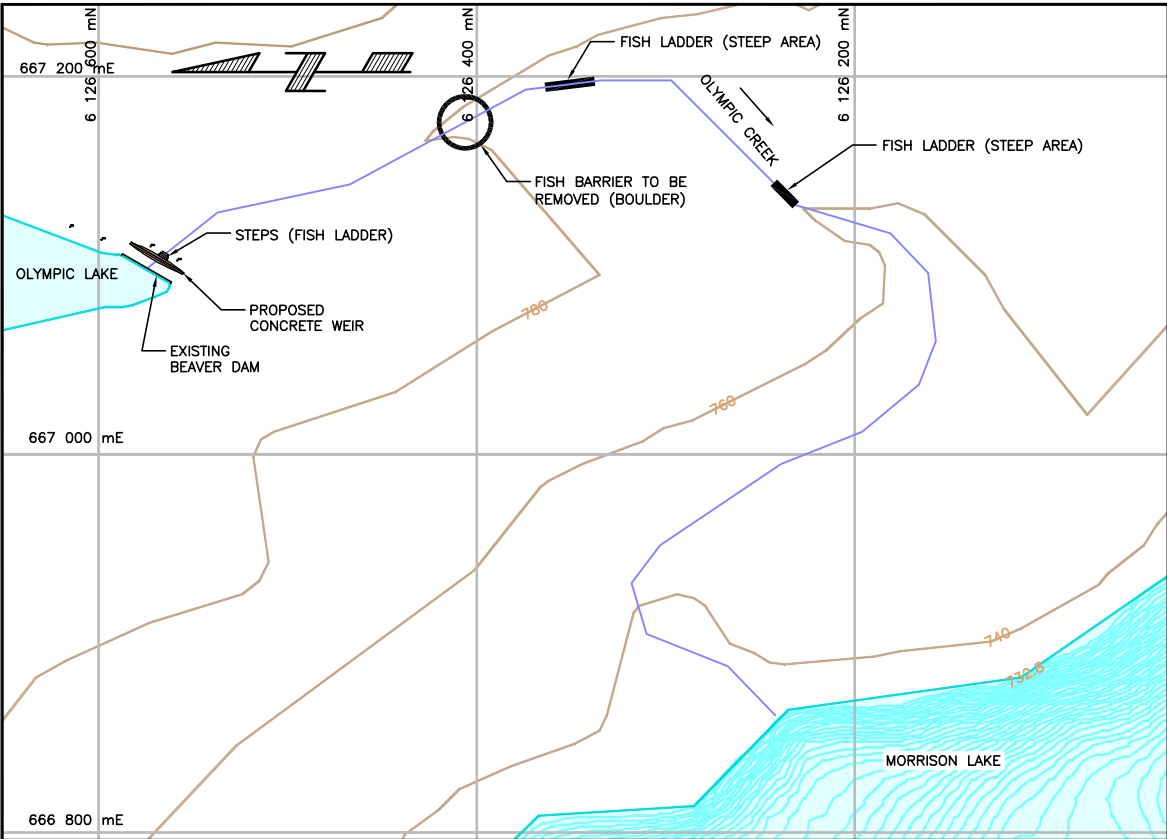 6 126 600 mN
6 126 400 mN
6 126 200 mN
667 200 mE
FISH LADDER (STEEP AREA)
OLYMPIC CREEK
FISH LADDER (STEEP AREA)
FISH BARRIER TO BE
REMOVED (BOULDER)
STEPS (FISH LADDER)
OLYMPIC LAKE
PROPOSED
CONCRETE WEIR
EXISTING
BEAVER DAM
780
760
667 000 mE
740
732.8
MORRISON LAKE
666 800 mE